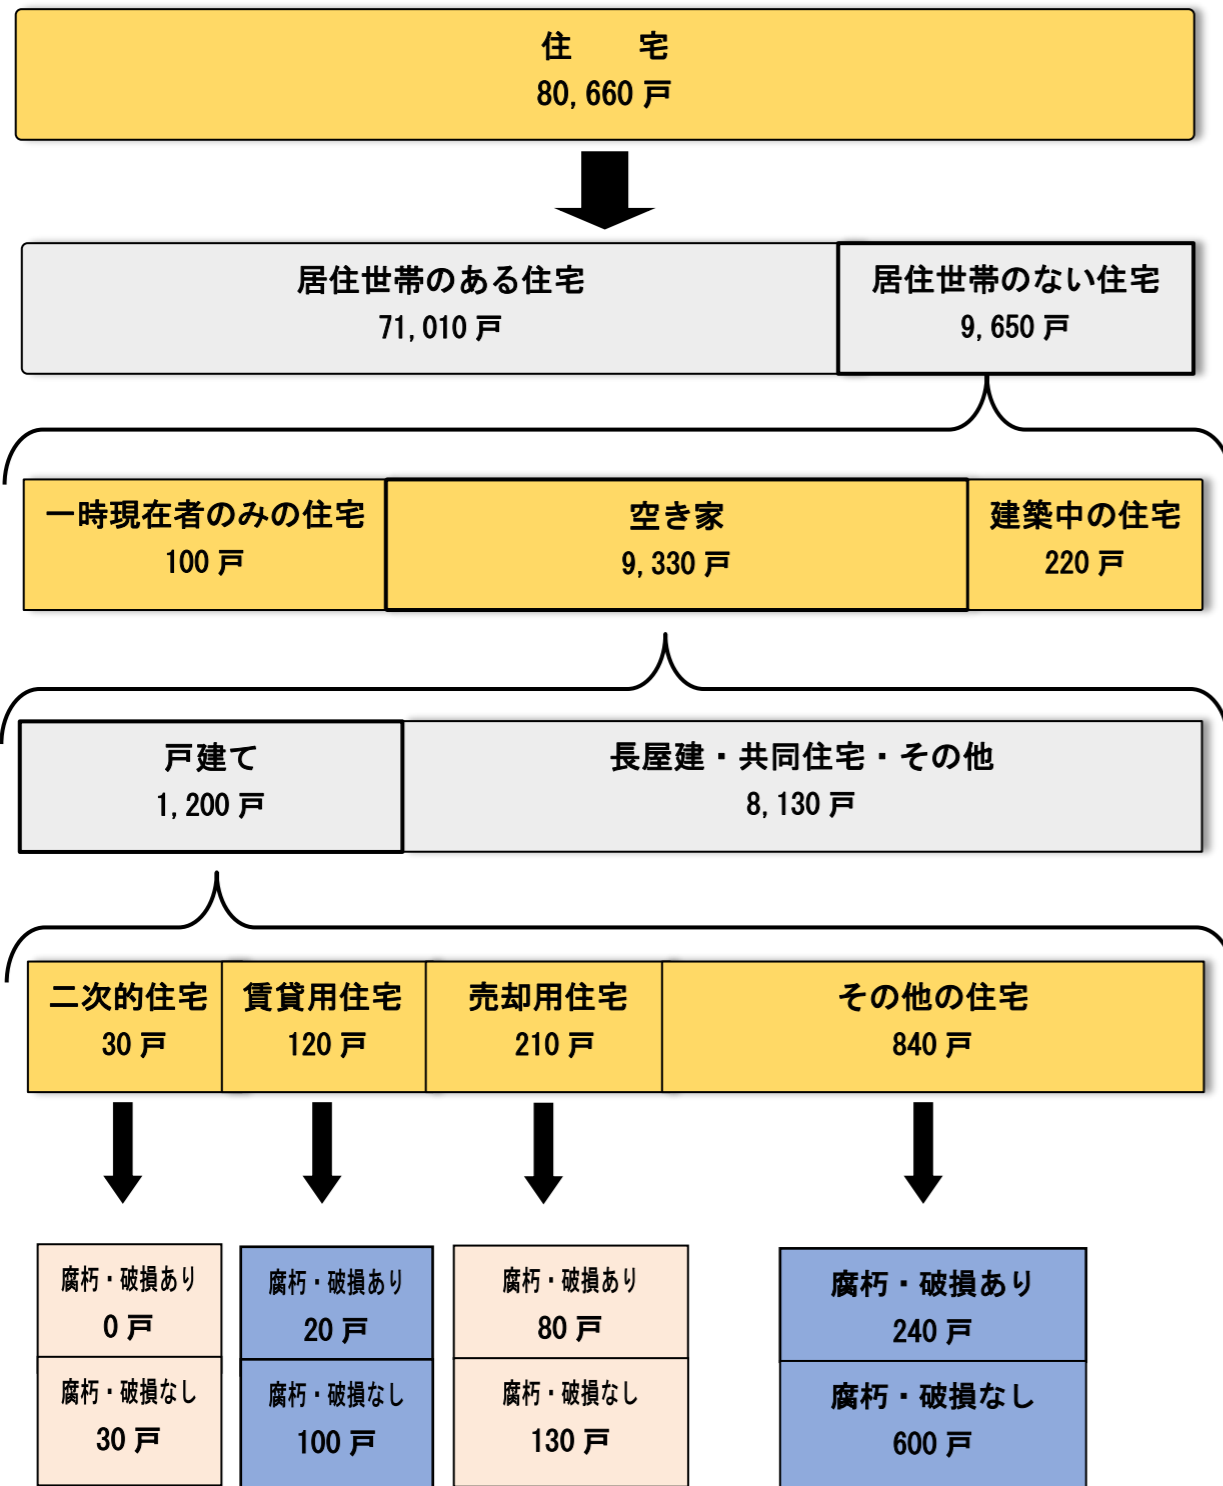 住　宅
80,660 戸
居住世帯のある住宅
71,010 戸
居住世帯のない住宅
9,650 戸
一時現在者のみの住宅
100 戸
空き家
9,330 戸
建築中の住宅
220 戸
戸建て
1,200 戸
長屋建・共同住宅・その他
8,130 戸
二次的住宅
30 戸
賃貸用住宅
120 戸
売却用住宅
210 戸
その他の住宅
840 戸
腐朽・破損あり
0 戸
腐朽・破損なし
30 戸
腐朽・破損あり
20 戸
腐朽・破損なし
100 戸
腐朽・破損あり
80 戸
腐朽・破損なし
130 戸
腐朽・破損あり
240 戸
腐朽・破損なし
600 戸